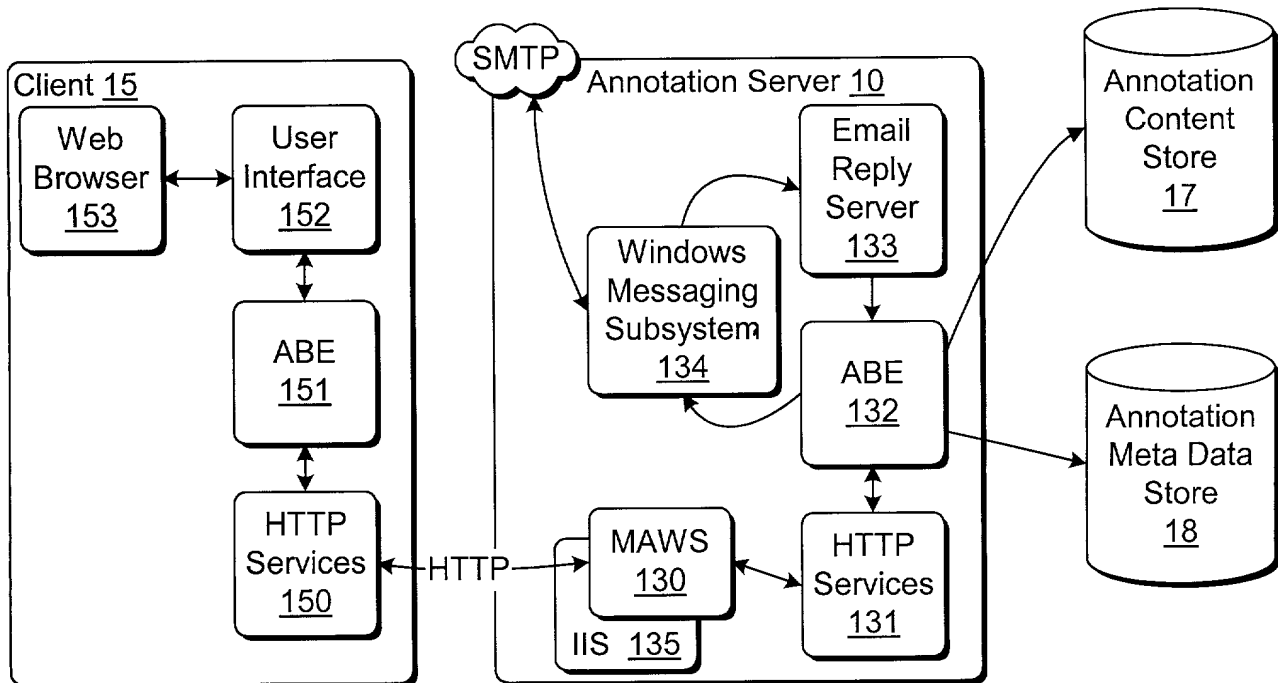 Client 15
Web
Browser
153
User
Interface
152
ABE
151
HTTP
Services
150
HTTP
SMTP
Annotation Server 10
Email
Reply
Server
133
Windows
Messaging
Subsystem
134
ABE
132
MAWS
130
IIS 135
HTTP
Services
131
Annotation
Content
Store
17
Annotation
Meta Data
Store
18